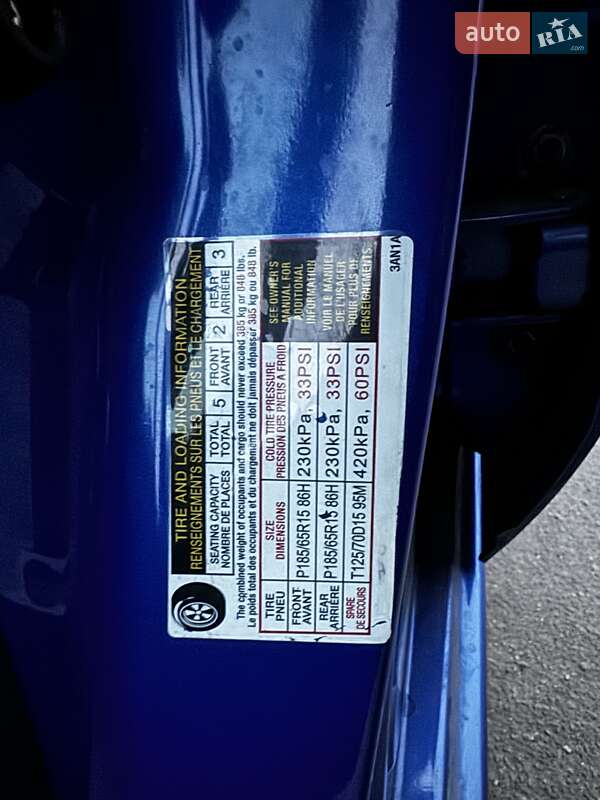 auto RIA.com
TIRE AND LOADING INFORMATION
RENSEIGNEMENTS SUR LES PNEUS ET LE CHARGEMENT
SEATING CAPACITY TOTAL 5 FRONT 2 REAR 3
NOMBRE DE PLACES TOTAL AVANT ARRIÈRE
The combined weight of occupants and cargo should never exceed 385 kg or 848 lbs.
Le poids total des occupants et du chargement ne doit jamais dépasser 385 kg ou 848 lb.
TIRE SIZE COLD TIRE PRESSURE
PNEU DIMENSIONS PRESSION DES PNEUS A FROID
FRONT
AVANT P185/65R15 86H 230kPa, 33PSI
REAR
ARRIÈRE P185/65R15 86H 230kPa, 33PSI
SPARE
DE SECOURS T125/70D15 95M 420kPa, 60PSI
SEE OWNER'S
MANUAL FOR
ADDITIONAL
INFORMATION
VOIR LE MANUEL
DE L'USAGER
POUR PLUS DE
RENSEIGNEMENTS
3AN1A